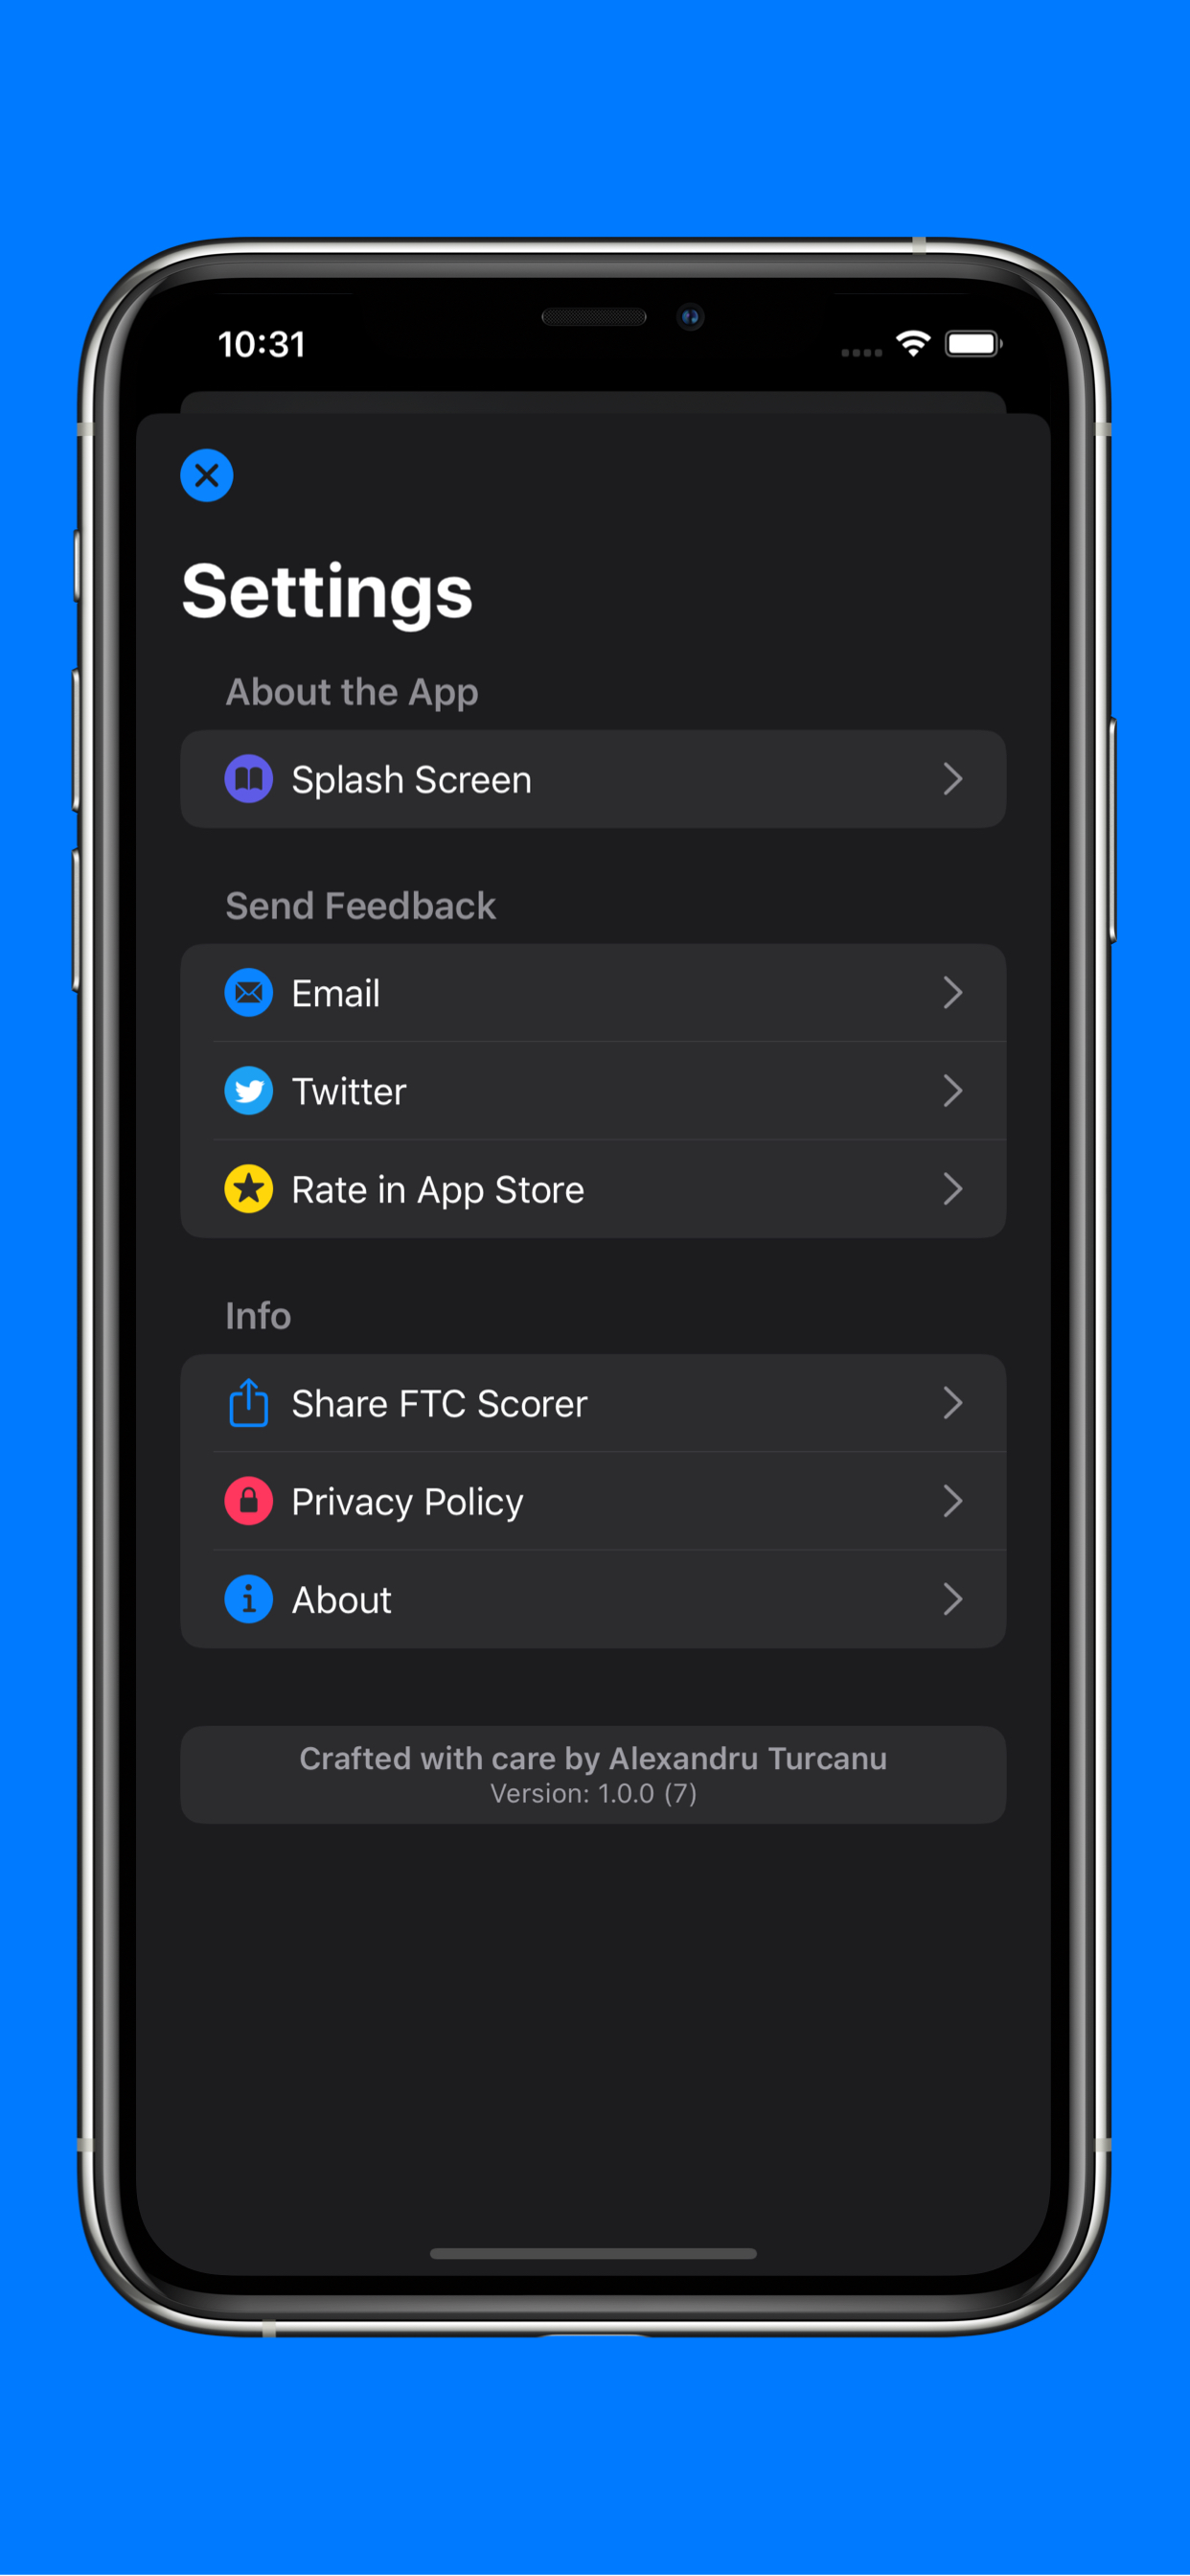 10:31
Settings
About the App
Splash Screen
Send Feedback
Email
Twitter
Rate in App Store
Info
Share FTC Scorer
Privacy Policy
About
Crafted with care by Alexandru Turcanu
Version: 1.0.0 (7)